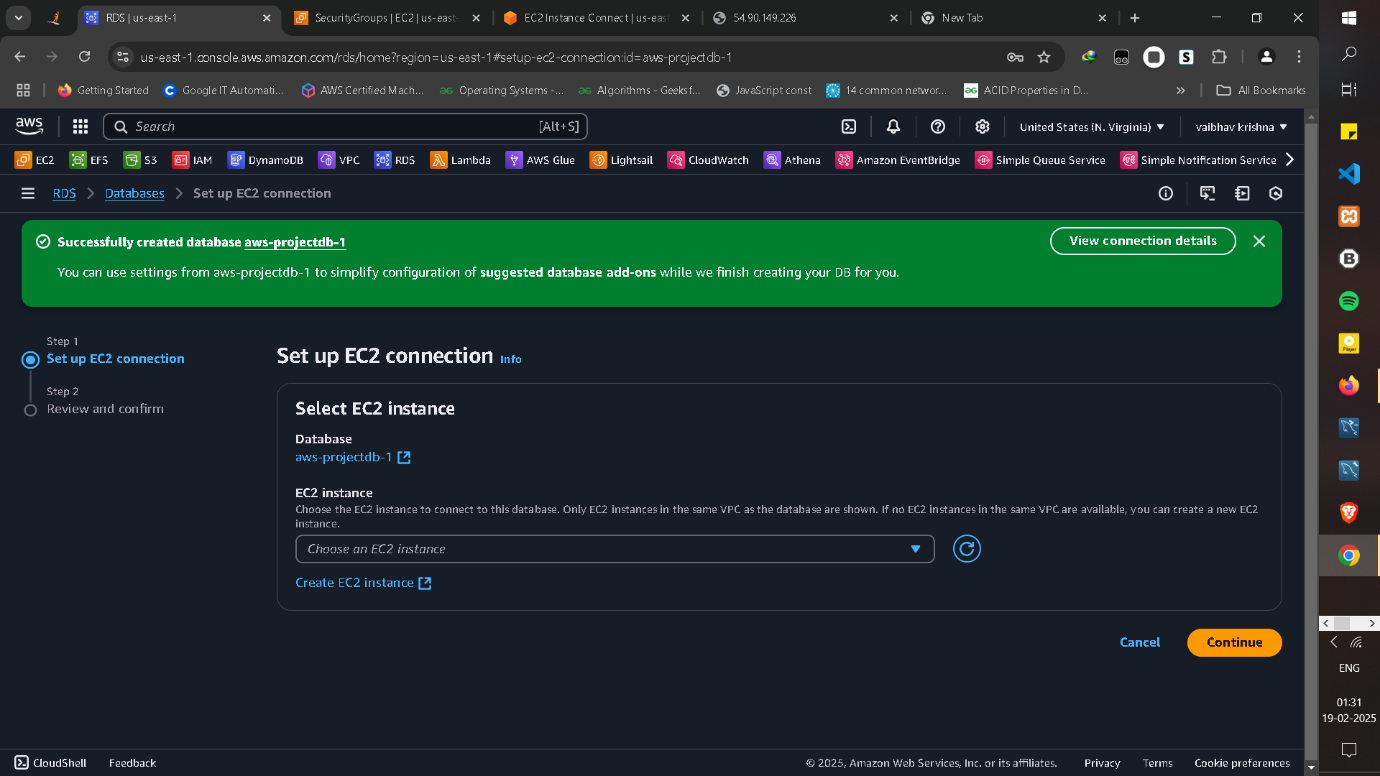 RDS | us-east-1
SecurityGroups | EC2 | us-east-
EC2 Instance Connect | us-eas
54.90.149.226
New Tab
us-east-1.console.aws.amazon.com/rds/home?region=us-east-1#setup-ec2-connection:id=aws-projectdb-1
Getting Started
Google IT Automati...
AWS Certified Mach...
Operating Systems -...
Algorithms - Geeksf...
JavaScript const
14 common networ...
ACID Properties in D...
All Bookmarks
aws
Search
[Alt+S]
United States (N. Virginia)
vaibhav krishna
EC2
EFS
S3
IAM
DynamoDB
VPC
RDS
Lambda
AWS Glue
Lightsail
CloudWatch
Athena
Amazon EventBridge
Simple Queue Service
Simple Notification Service
RDS
Databases
Set up EC2 connection
Successfully created database aws-projectdb-1
View connection details
You can use settings from aws-projectdb-1 to simplify configuration of suggested database add-ons while we finish creating your DB for you.
Step 1
Set up EC2 connection
Step 2
Review and confirm
Set up EC2 connection Info
Select EC2 instance
Database
aws-projectdb-1
EC2 instance
Choose the EC2 instance to connect to this database. Only EC2 instances in the same VPC as the database are shown. If no EC2 instances in the same VPC are available, you can create a new EC2
instance.
Choose an EC2 instance
Create EC2 instance
Cancel
Continue
CloudShell
Feedback
© 2025, Amazon Web Services, Inc. or its affiliates.
Privacy
Terms
Cookie preferences
ENG
01:31
19-02-2025